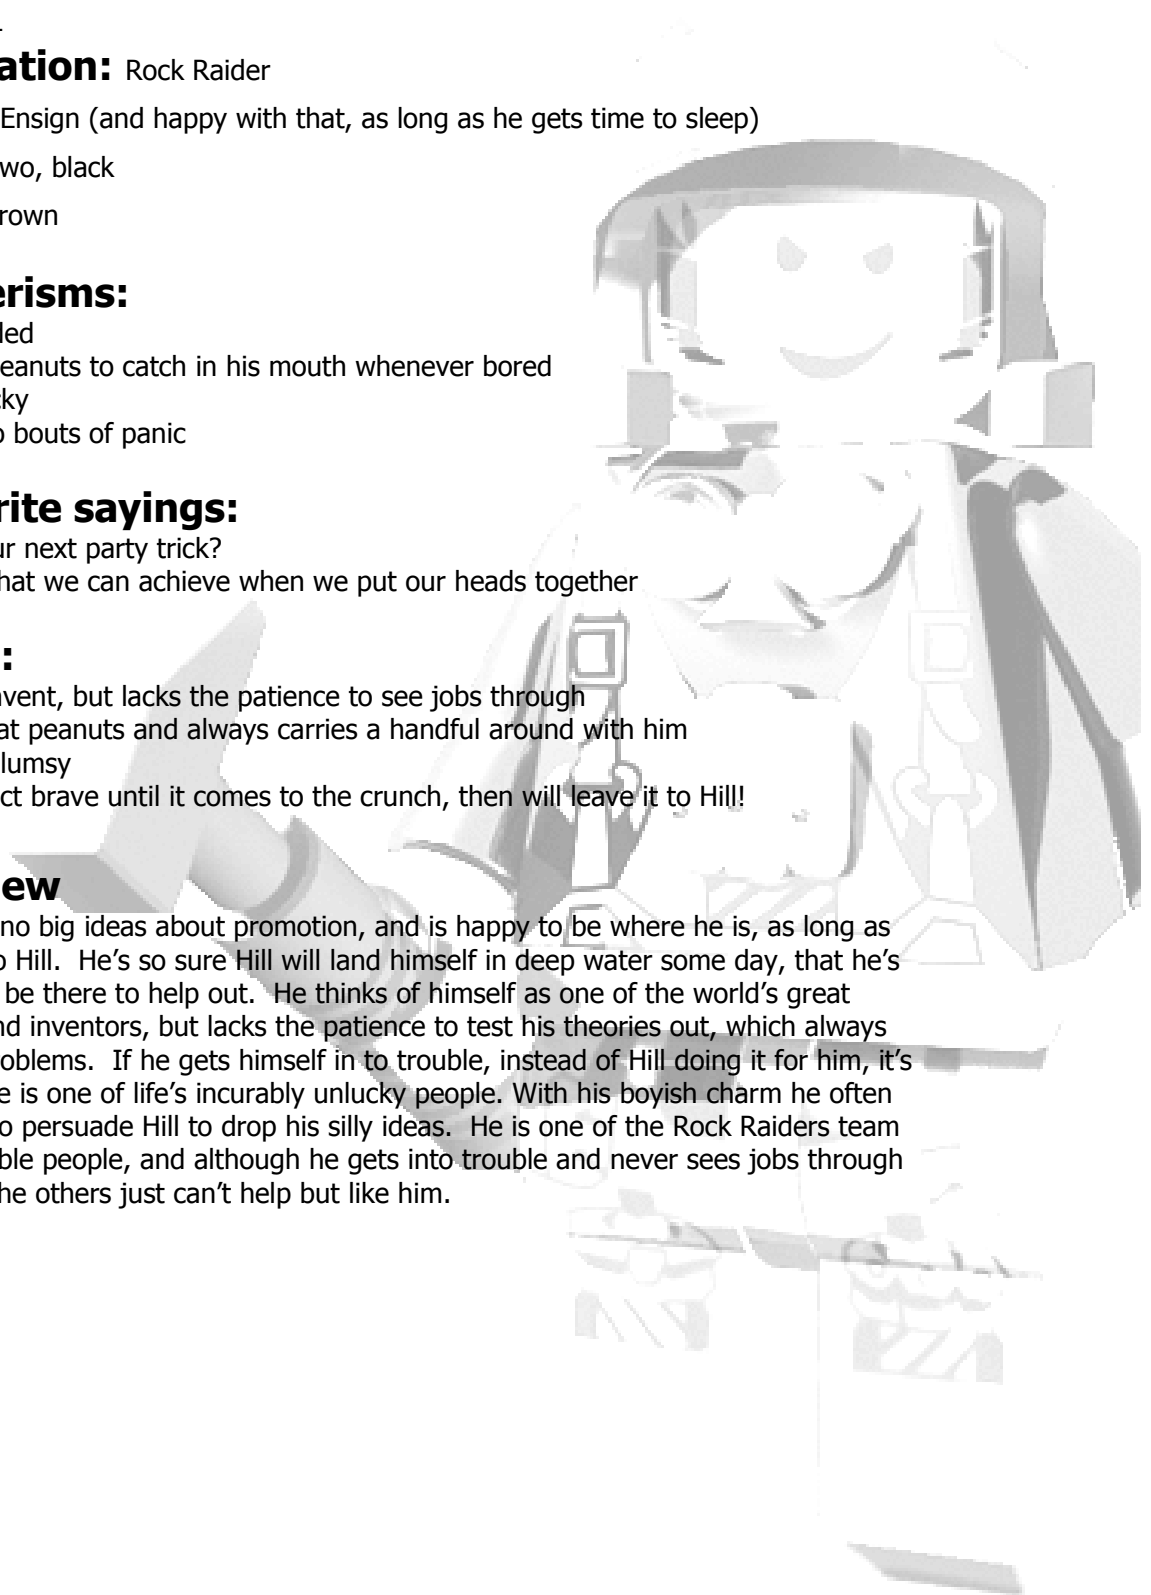 ation: Rock Raider
Ensign (and happy with that, as long as he gets time to sleep)
wo, black
rown
erisms:
led
eanuts to catch in his mouth whenever bored
cky
o bouts of panic
rite sayings:
ur next party trick?
hat we can achieve when we put our heads together
:
nvent, but lacks the patience to see jobs through
at peanuts and always carries a handful around with him
lumsy
ct brave until it comes to the crunch, then will leave it to Hill!
ew
no big ideas about promotion, and is happy to be where he is, as long as
o Hill.  He’s so sure Hill will land himself in deep water some day, that he’s
be there to help out.  He thinks of himself as one of the world’s great
nd inventors, but lacks the patience to test his theories out, which always
roblems.  If he gets himself in to trouble, instead of Hill doing it for him, it’s
e is one of life’s incurably unlucky people. With his boyish charm he often
o persuade Hill to drop his silly ideas.  He is one of the Rock Raiders team
ble people, and although he gets into trouble and never sees jobs through
he others just can’t help but like him.